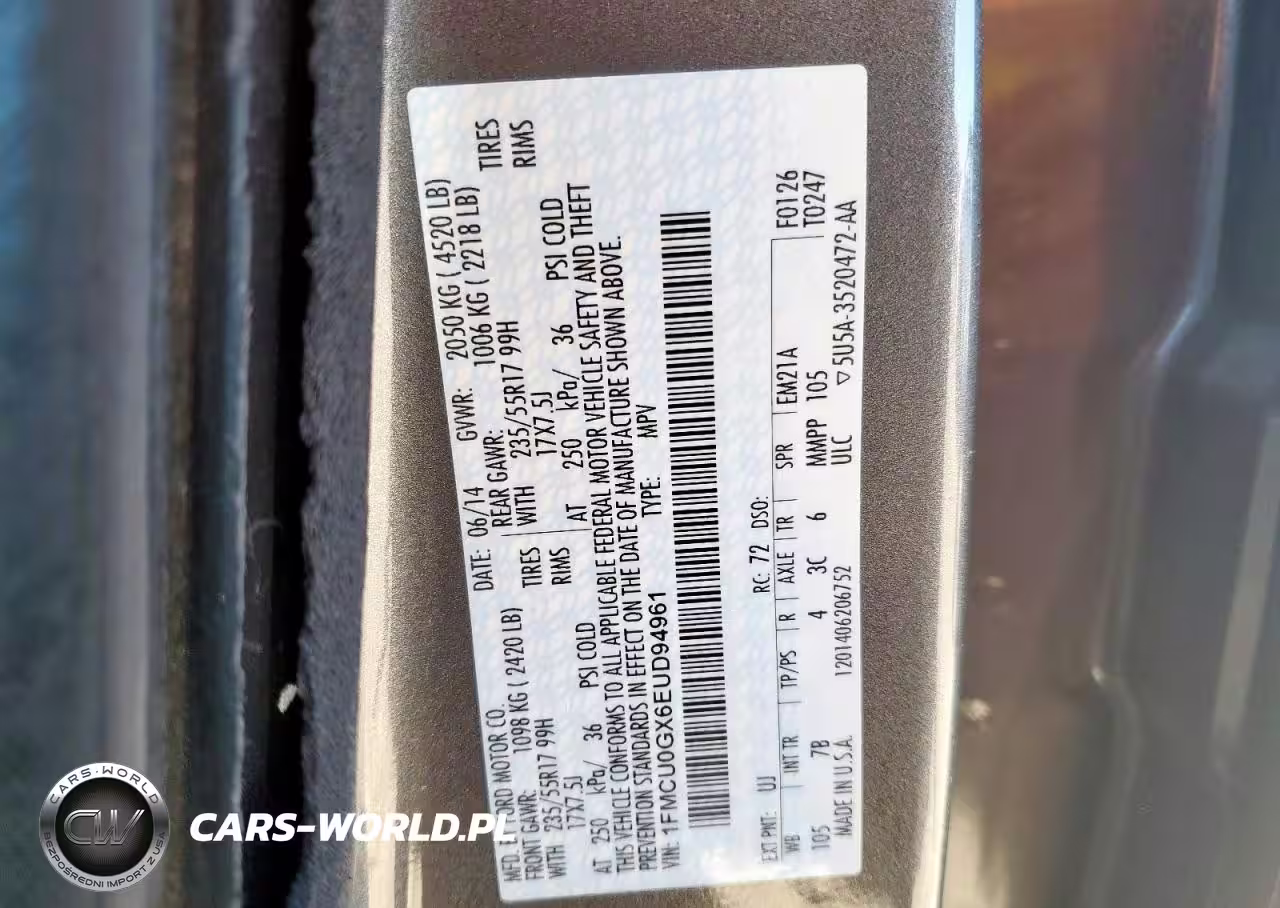 MFD. BY FORD MOTOR CO.
DATE: 06/14 GVWR: 2050 KG ( 4520 LB)
FRONT GAWR: 1098 KG ( 2420 LB) REAR GAWR: 1006 KG ( 2218 LB)
WITH 235/55R17 99H TIRES WITH 235/55R17 99H TIRES
17X7.5J RIMS 17X7.5J RIMS
AT 250 kPa/ 36 PSI COLD AT 250 kPa/ 36 PSI COLD
THIS VEHICLE CONFORMS TO ALL APPLICABLE FEDERAL MOTOR VEHICLE SAFETY AND THEFT
PREVENTION STANDARDS IN EFFECT ON THE DATE OF MANUFACTURE SHOWN ABOVE.
VIN: 1FMCU0GX6EUD94961 TYPE: MPV
EXT PNT: UJ RC: 72 DSO: F0126
WB INT TR TP/PS R AXLE TR SPR EM21A T0247
105 7B 4 3C 6 MMPP 105
ULC ▽5U5A-3520472-AA
MADE IN U.S.A. 1201406206752
CARS-WORLD
CW
BEZPOŚREDNI IMPORT Z USA
CARS-WORLD.PL